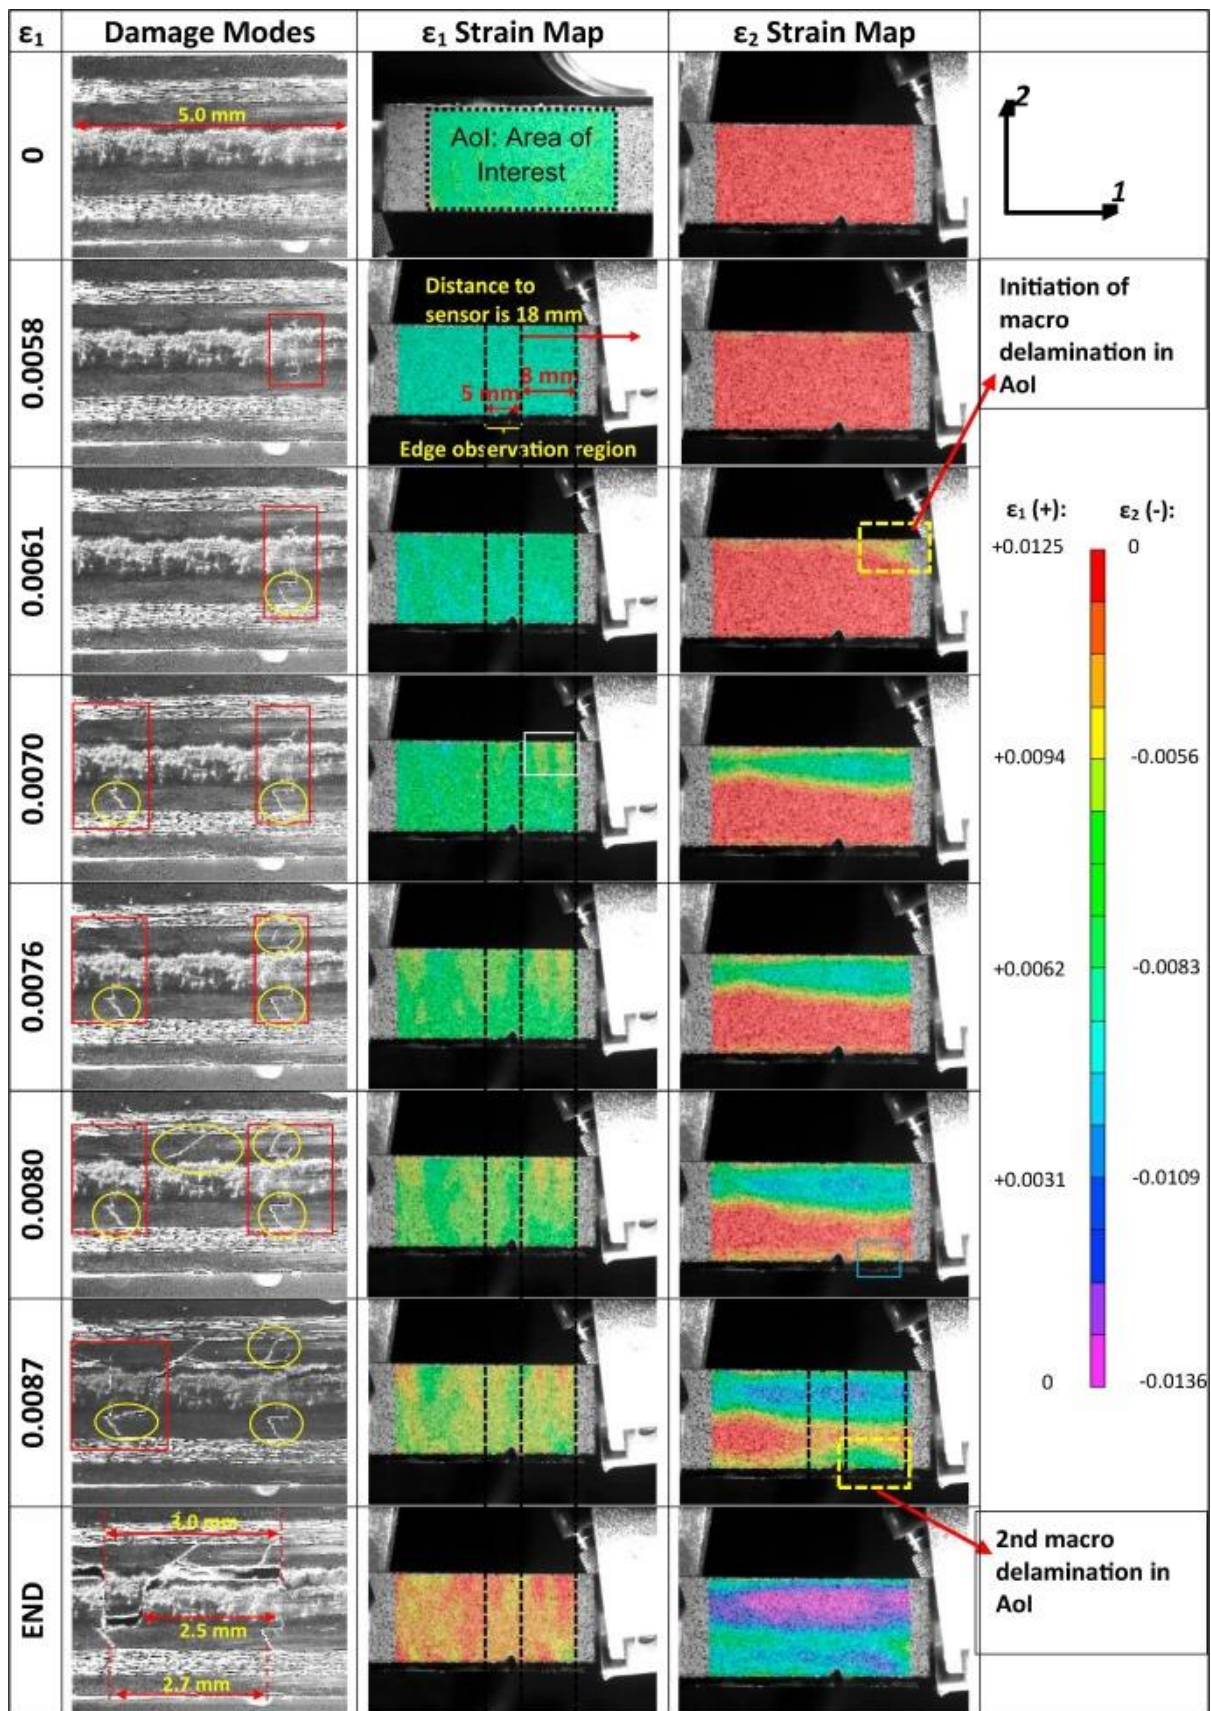 ε1 Damage Modes ε1 Strain Map ε2 Strain Map
0
5.0 mm
AoI: Area of
Interest
2
1
0.0058
Distance to
sensor is 18 mm
8 mm
5 mm
Edge observation region
Initiation of
macro
delamination in
AoI
0.0061
ε1 (+): ε2 (-):
+0.0125 0
0.0070
+0.0094 -0.0056
0.0076
+0.0062 -0.0083
0.0080
+0.0031 -0.0109
0.0087
0 -0.0136
END
3.0 mm
2.5 mm
2.7 mm
2nd macro
delamination in
AoI